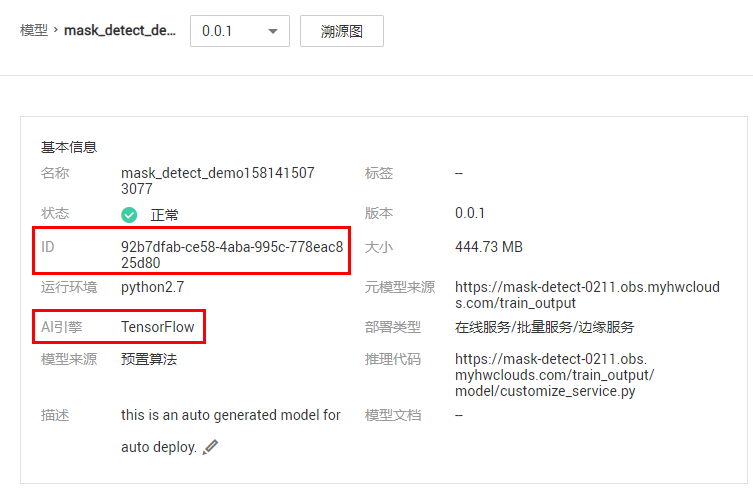 模型 › mask_detect_de... 0.0.1 溯源图
基本信息
名称 mask_detect_demo158141507 标签 --
3077
状态 正常 版本 0.0.1
ID 92b7dfab-ce58-4aba-995c-778eac8 大小 444.73 MB
25d80
运行环境 python2.7 元模型来源 https://mask-detect-0211.obs.myhwcloud
s.com/train_output
AI引擎 TensorFlow 部署类型 在线服务/批量服务/边缘服务
模型来源 预置算法 推理代码 https://mask-detect-0211.obs.
myhwclouds.com/train_output/
model/customize_service.py
描述 this is an auto generated model for 模型文档 --
auto deploy.